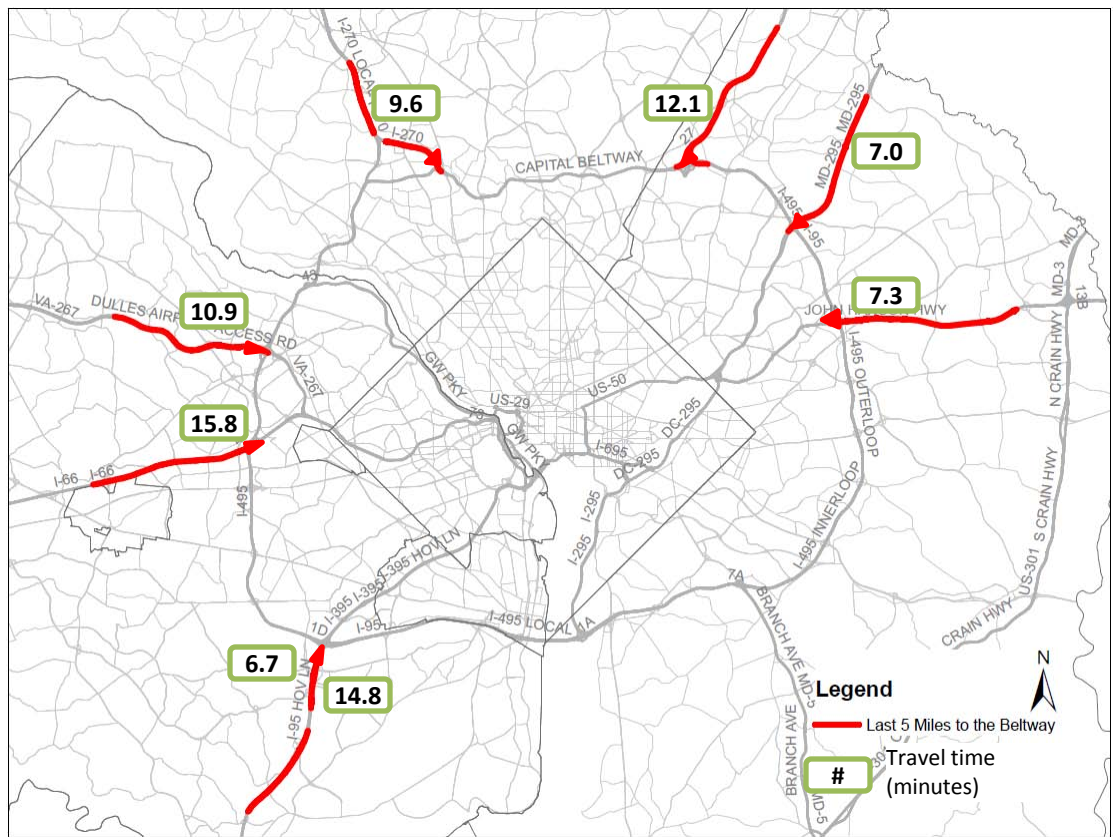 I-270 LOCAL
9.6
I-270
12.1
27
MD-295
MD-295
7.0
CAPITAL BELTWAY
I-495
I-95
MD-3
MD-3
13B
43
VA-267
DULLES AIR
ACCESS RD
10.9
VA-267
7.3
JOHN H
HWY
I-495 OUTERLOOP
N CRAIN HWY
GW PKY
US-29
73
US-50
GW PKY
I-695
DC-295
DC-295
15.8
I-66
I-66
I-495
I-295
I-295
I-495 INNERLOOP
S CRAIN HWY
US-301
I-395 HOV LN
I-395
I-395
1D
I-95
I-495 LOCAL
1A
7A
BRANCH AVE
MD-5
CRAIN HWY
6.7
14.8
I-95 HOV LN
N
Legend
Last 5 Miles to the Beltway
BRANCH AVE
MD-5
#
Travel time
(minutes)